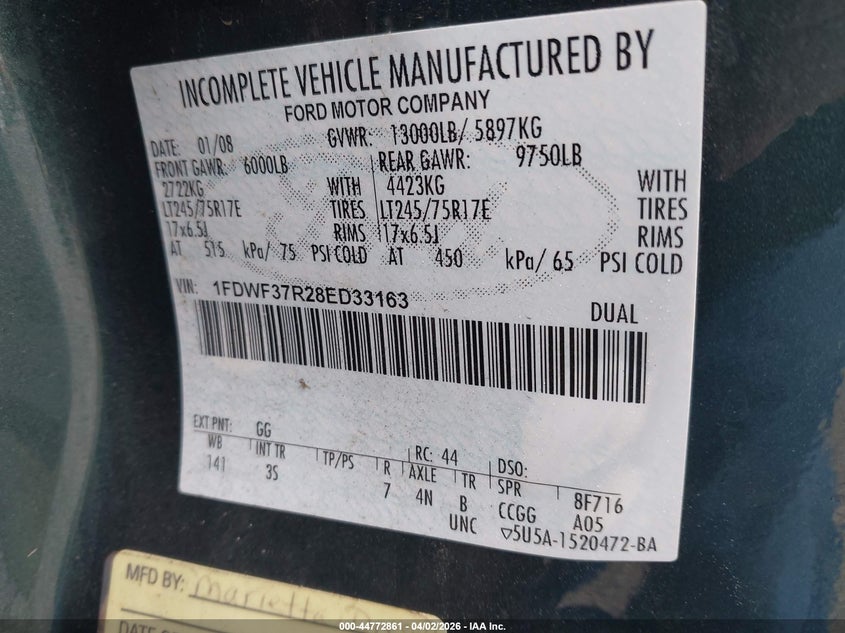 INCOMPLETE VEHICLE MANUFACTURED BY
FORD MOTOR COMPANY
DATE: 01/08 GVWR: 13000LB/ 5897KG
FRONT GAWR: 6000LB REAR GAWR: 9750LB
2722KG WITH 4423KG WITH
LT245/75R17E TIRES LT245/75R17E TIRES
17x6.5J RIMS 17x6.5J RIMS
AT 515 kPa/ 75 PSI COLD AT 450 kPa/ 65 PSI COLD
VIN: 1FDWF37R28ED33163
DUAL
EXT PNT: GG RC: 44 DSO:
WB INT TR TP/PS R AXLE TR SPR 8F716
141 3S 7 4N B CCGG A05
UNC ▽5U5A-1520472-BA
MFD BY: Marietta
DATE
000-44772861 - 04/02/2026 - IAA Inc.